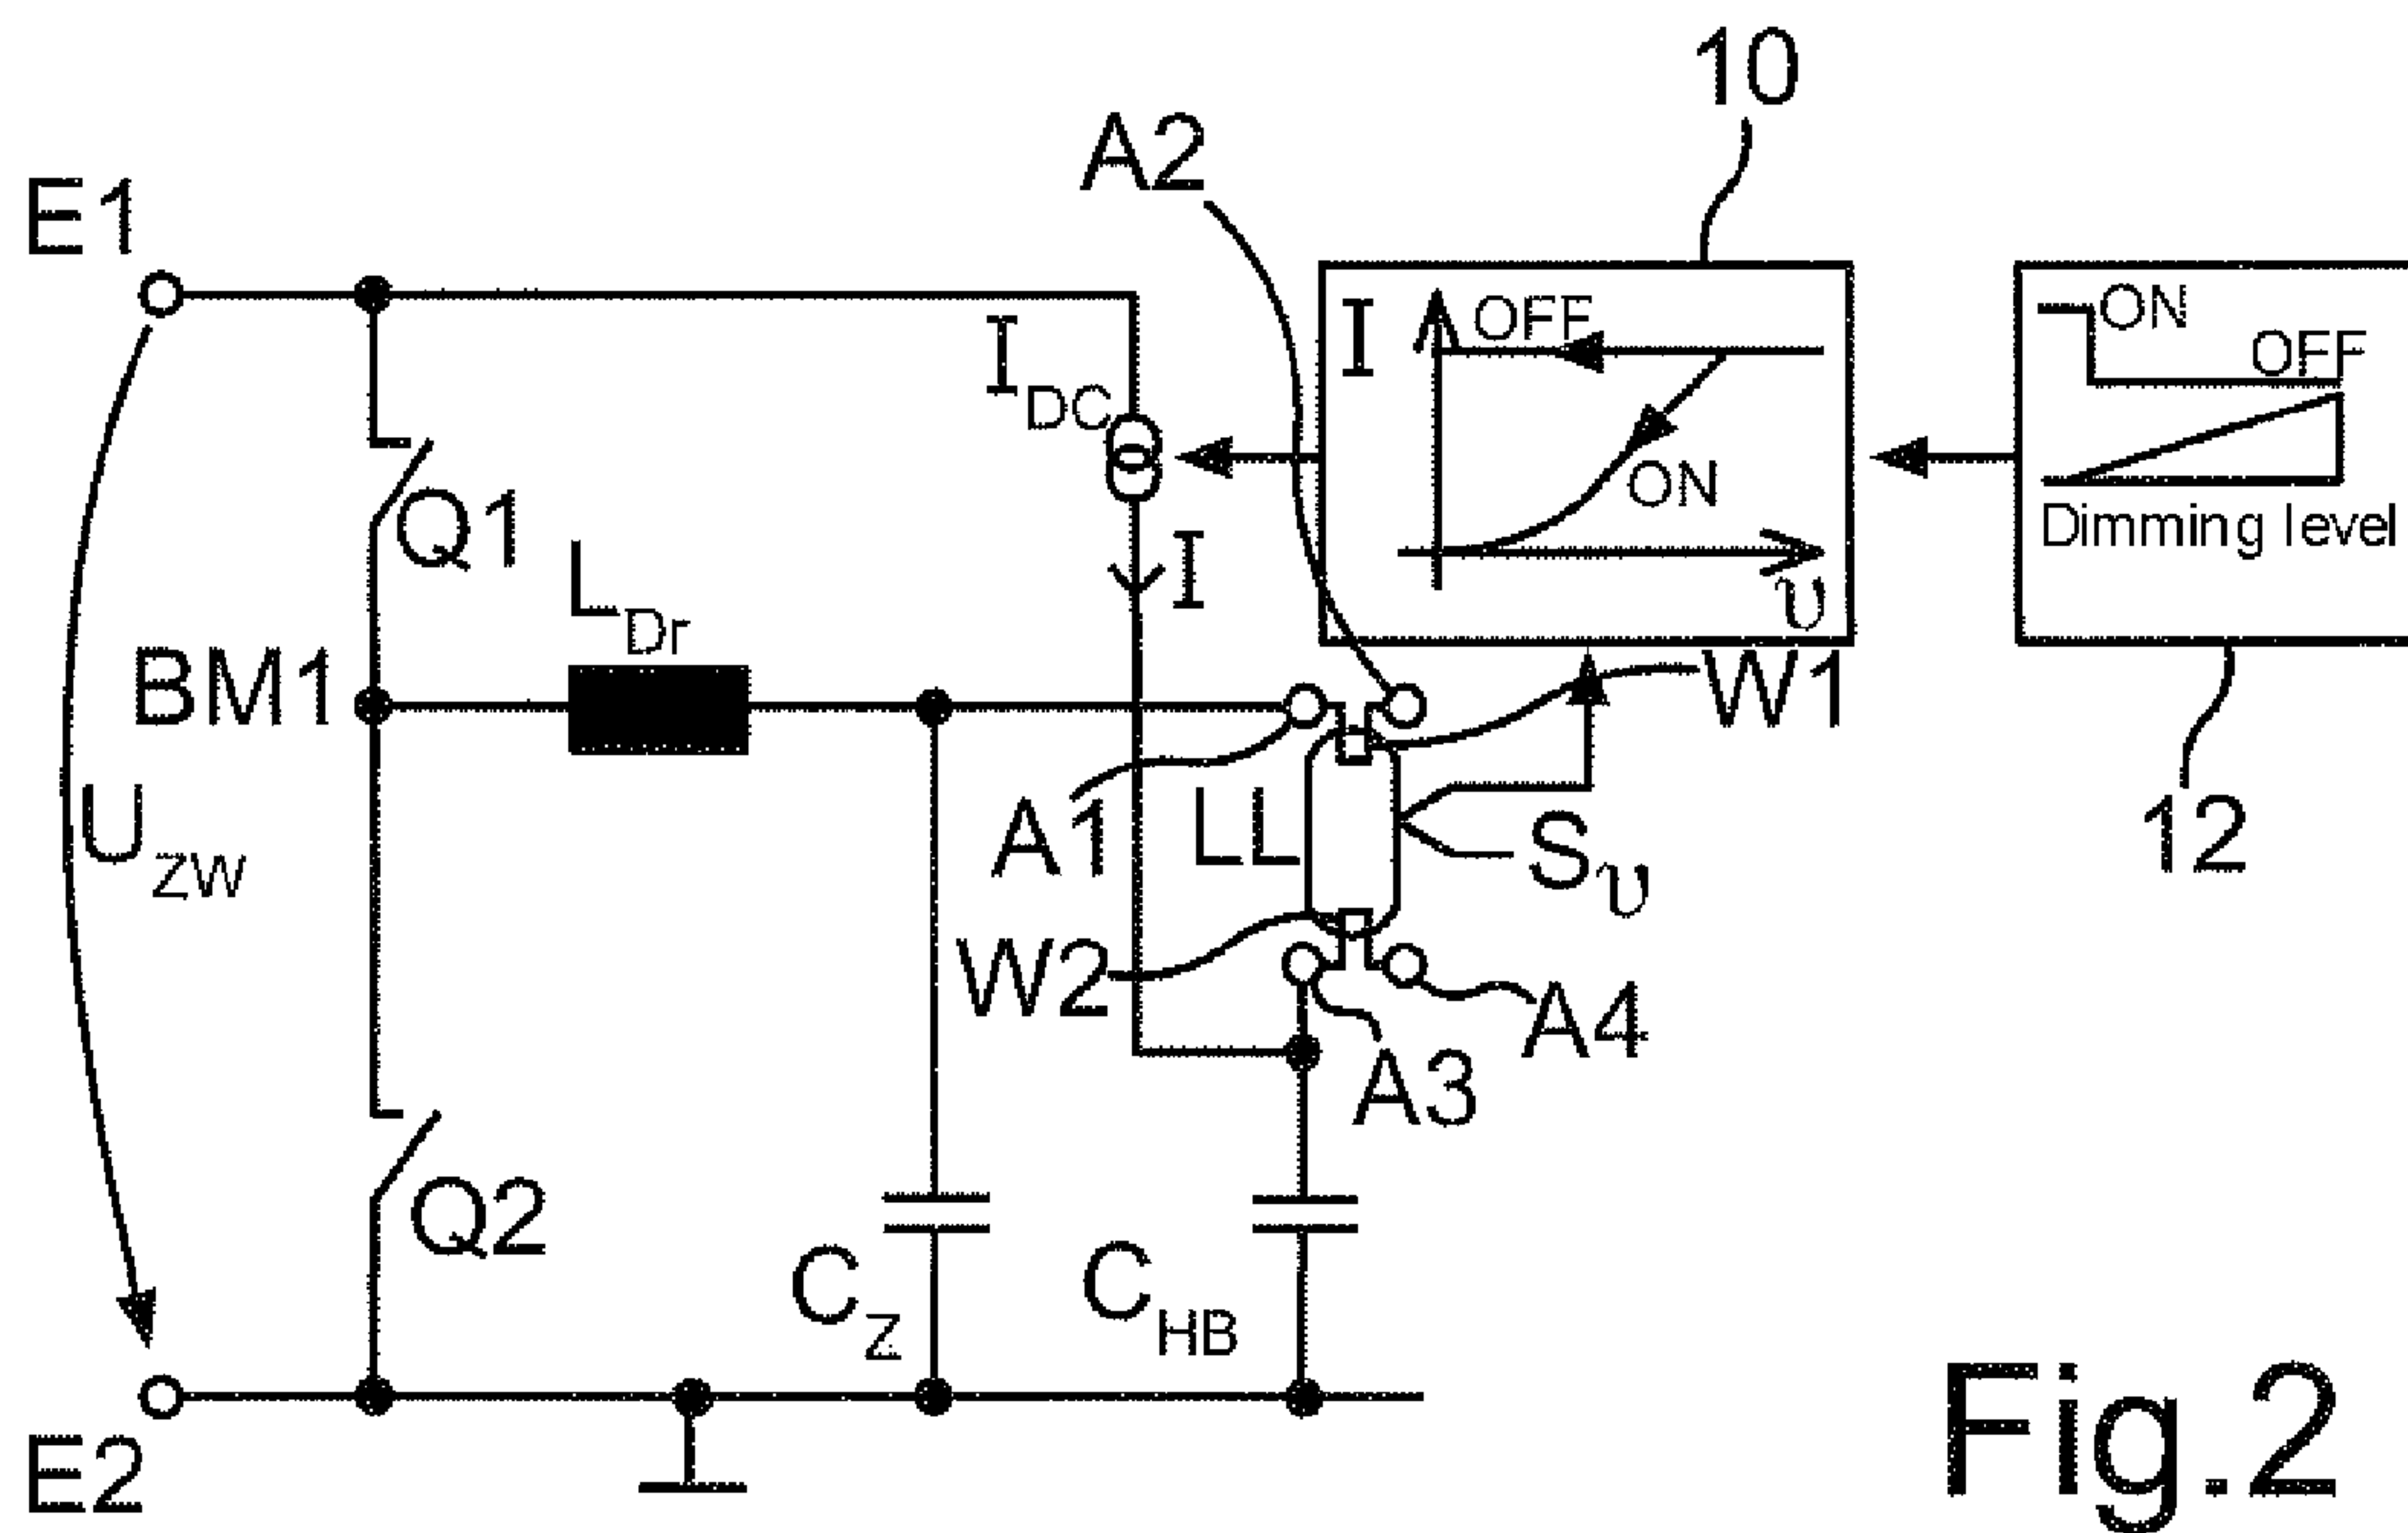 10
A2
E1
I OFF
ON
υ
ON
OFF
Dimming level
I_DC
Q1
I
L_Dr
BM1
W1
U_ZW
A1
LL
S_υ
12
W2
A4
A3
Q2
C_Z
C_HB
E2
Fig.2